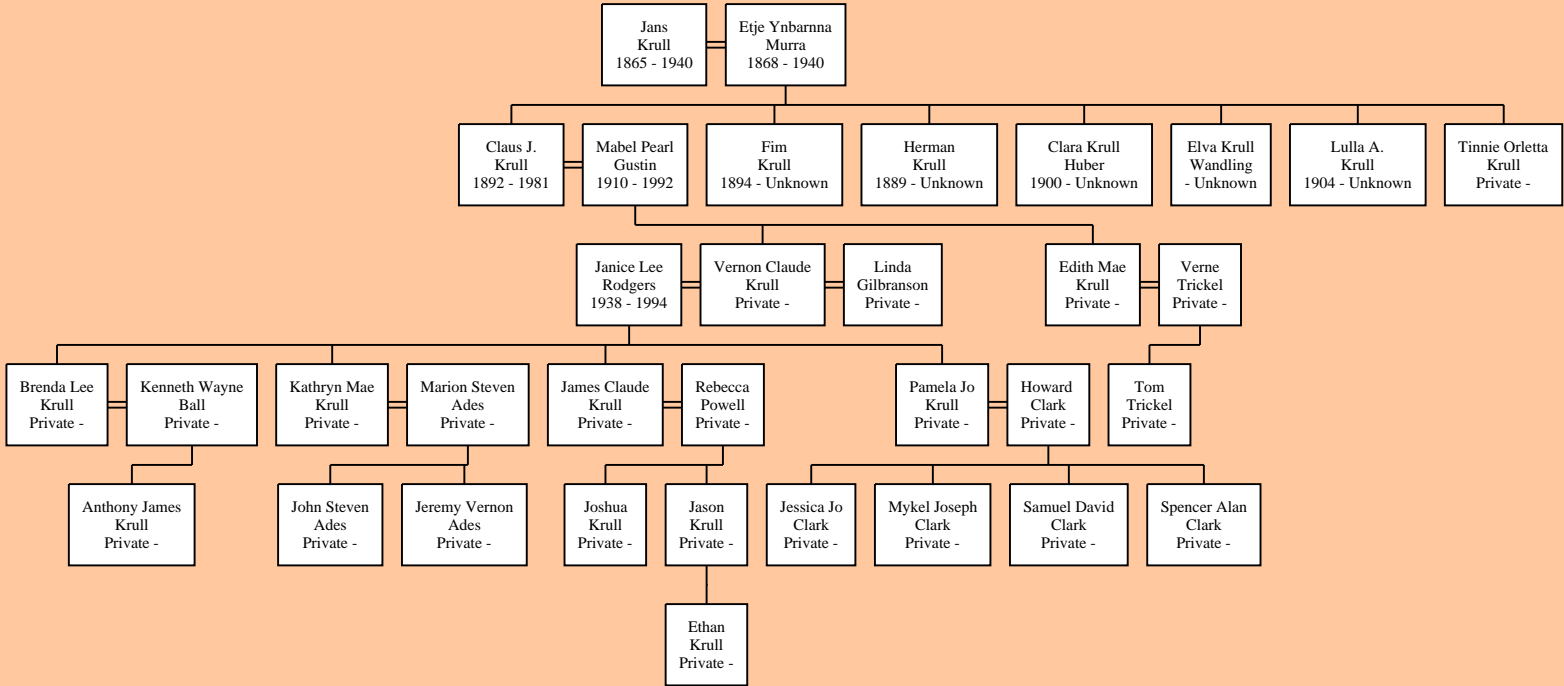 Jans
Krull
1865 - 1940
Etje Ynbarnna
Murra
1868 - 1940
Claus J.
Krull
1892 - 1981
Mabel Pearl
Gustin
1910 - 1992
Fim
Krull
1894 - Unknown
Herman
Krull
1889 - Unknown
Clara Krull
Huber
1900 - Unknown
Elva Krull
Wandling
- Unknown
Lulla A.
Krull
1904 - Unknown
Tinnie Orletta
Krull
Private -
Janice Lee
Rodgers
1938 - 1994
Vernon Claude
Krull
Private -
Linda
Gilbranson
Private -
Edith Mae
Krull
Private -
Verne
Trickel
Private -
Brenda Lee
Krull
Private -
Kenneth Wayne
Ball
Private -
Kathryn Mae
Krull
Private -
Marion Steven
Ades
Private -
James Claude
Krull
Private -
Rebecca
Powell
Private -
Pamela Jo
Krull
Private -
Howard
Clark
Private -
Tom
Trickel
Private -
Anthony James
Krull
Private -
John Steven
Ades
Private -
Jeremy Vernon
Ades
Private -
Joshua
Krull
Private -
Jason
Krull
Private -
Jessica Jo
Clark
Private -
Mykel Joseph
Clark
Private -
Samuel David
Clark
Private -
Spencer Alan
Clark
Private -
Ethan
Krull
Private -